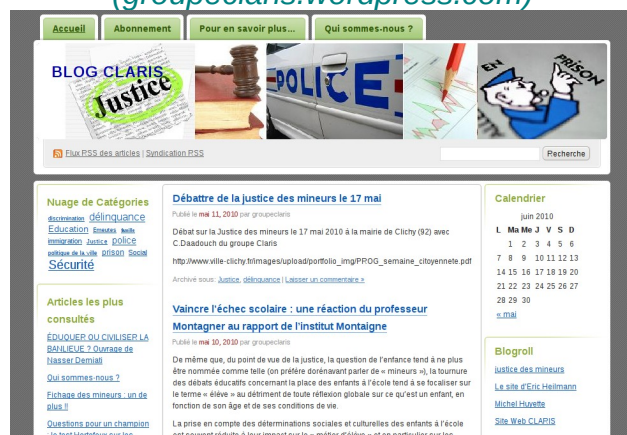 (groupeclaris.wordpress.com)
Accueil
Abonnement
Pour en savoir plus...
Qui sommes-nous ?
BLOG CLARIS
Justice
POLICE
EN PRISON
Flux RSS des articles | Syndication RSS
Recherche
Nuage de Catégories
discrimination délinquance
Education Emeutes
immigration Justice police
politique de la ville prison Social
Sécurité
Articles les plus
consultés
ÉDUQUER OU CIVILISER LA
BANLIEUE ? Ouvrage de
Nasser Demiati
Qui sommes-nous ?
Fichage des mineurs : un de
plus !!
Questions pour un champion
: le test Hortefeux sur les
Débattre de la justice des mineurs le 17 mai
Publié le mai 11, 2010 par groupeclaris
Débat sur la Justice des mineurs le 17 mai 2010 à la mairie de Clichy (92) avec
C.Daadouch du groupe Claris
http://www.ville-clichy.fr/images/upload/portfolio_img/PROG_semaine_citoyennete.pdf
Archivé sous: Justice, délinquance | Laisser un commentaire »
Vaincre l'échec scolaire : une réaction du professeur
Montagner au rapport de l'institut Montaigne
Publié le mai 10, 2010 par groupeclaris
De même que, du point de vue de la justice, la question de l'enfance tend à ne plus
être nommée comme telle (on préfère dorénavant parler de « mineurs »), la tournure
des débats éducatifs concernant la place des enfants à l'école tend à se focaliser sur
le terme « élève » au détriment de toute réflexion globale sur ce qu'est un enfant, en
fonction de son âge et de ses conditions de vie.
La prise en compte des déterminations sociales et culturelles des enfants à l'école
Calendrier
juin 2010
L Ma Me J V S D
1 2 3 4 5 6
7 8 9 10 11 12 13
14 15 16 17 18 19 20
21 22 23 24 25 26 27
28 29 30
« mai
Blogroll
justice des mineurs
Le site d'Eric Heilmann
Michel Huyette
Site Web CLARIS